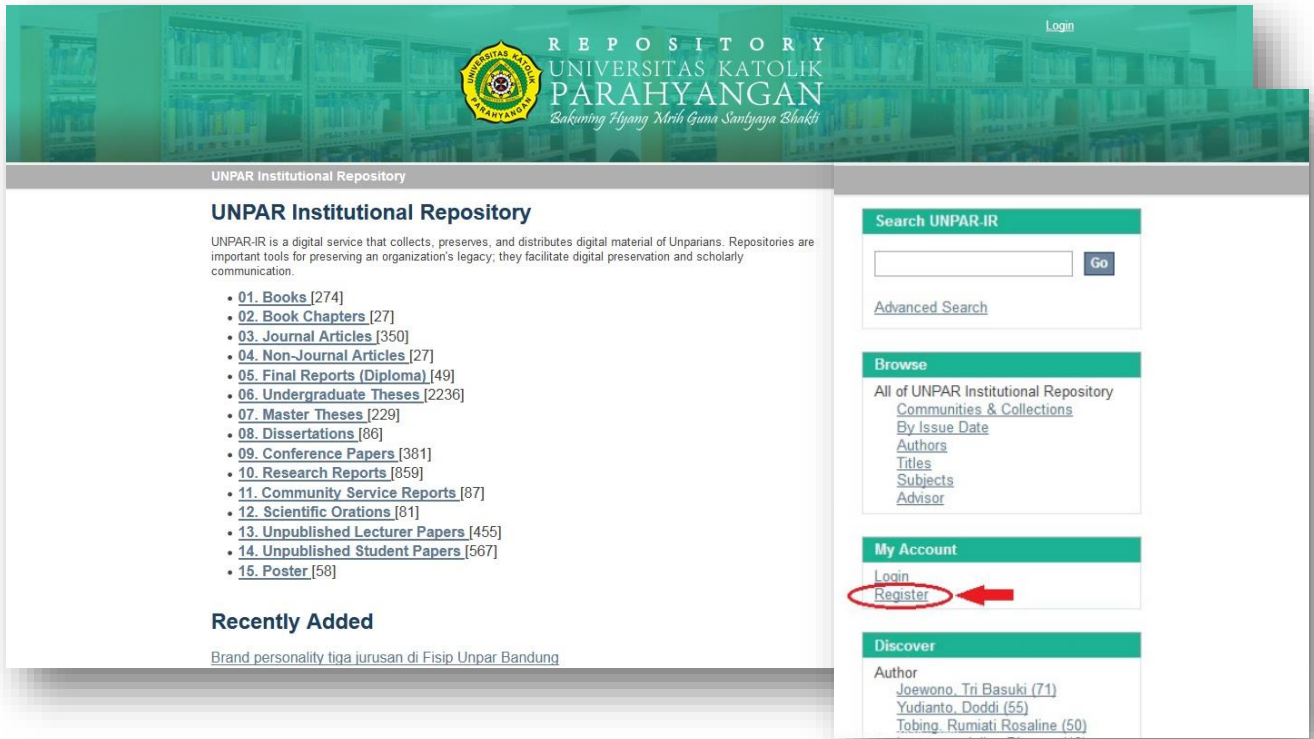 Login
REPOSITORY
UNIVERSITAS KATOLIK
PARAHYANGAN
Bakuning Hyang Mrih Guna Santyaya Bhakti
UNIVERSITAS KATOLIK
PARAHYANGAN
UNPAR Institutional Repository
UNPAR Institutional Repository
UNPAR-IR is a digital service that collects, preserves, and distributes digital material of Unparians. Repositories are
important tools for preserving an organization's legacy; they facilitate digital preservation and scholarly
communication.
• 01. Books [274]
• 02. Book Chapters [27]
• 03. Journal Articles [350]
• 04. Non-Journal Articles [27]
• 05. Final Reports (Diploma) [49]
• 06. Undergraduate Theses [2236]
• 07. Master Theses [229]
• 08. Dissertations [86]
• 09. Conference Papers [381]
• 10. Research Reports [859]
• 11. Community Service Reports [87]
• 12. Scientific Orations [81]
• 13. Unpublished Lecturer Papers [455]
• 14. Unpublished Student Papers [567]
• 15. Poster [58]
Recently Added
Brand personality tiga jurusan di Fisip Unpar Bandung
Search UNPAR-IR
Go
Advanced Search
Browse
All of UNPAR Institutional Repository
Communities & Collections
By Issue Date
Authors
Titles
Subjects
Advisor
My Account
Login
Register
Discover
Author
Joewono, Tri Basuki (71)
Yudianto, Doddi (55)
Tobing, Rumiati Rosaline (50)